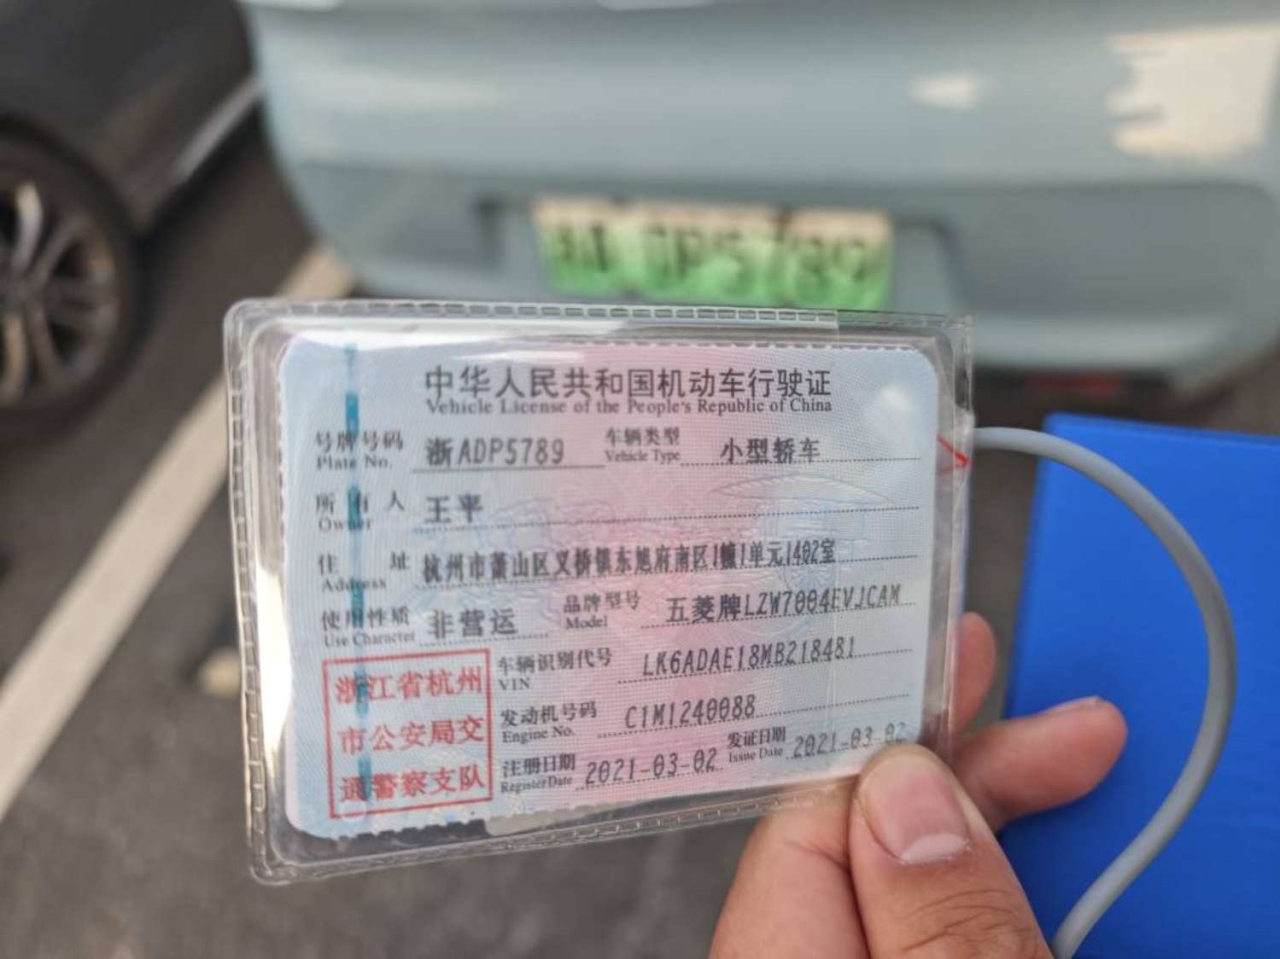 浙ADP5789
中华人民共和国机动车行驶证
Vehicle License of the People's Republic of China
号牌号码 Plate No. 浙ADP5789 车辆类型 Vehicle Type 小型轿车
所有人 Owner 王平
住址 Address 杭州市萧山区义桥镇东旭府南区1幢1单元1402室
使用性质 Use Character 非营运 品牌型号 Model 五菱牌LZW7004EVJCAM
浙江省杭州市公安局交通警察支队
车辆识别代号 VIN LK6ADAE18MB218481
发动机号码 Engine No. C1M1240088
注册日期 Register Date 2021-03-02 发证日期 Issue Date 2021-03-02